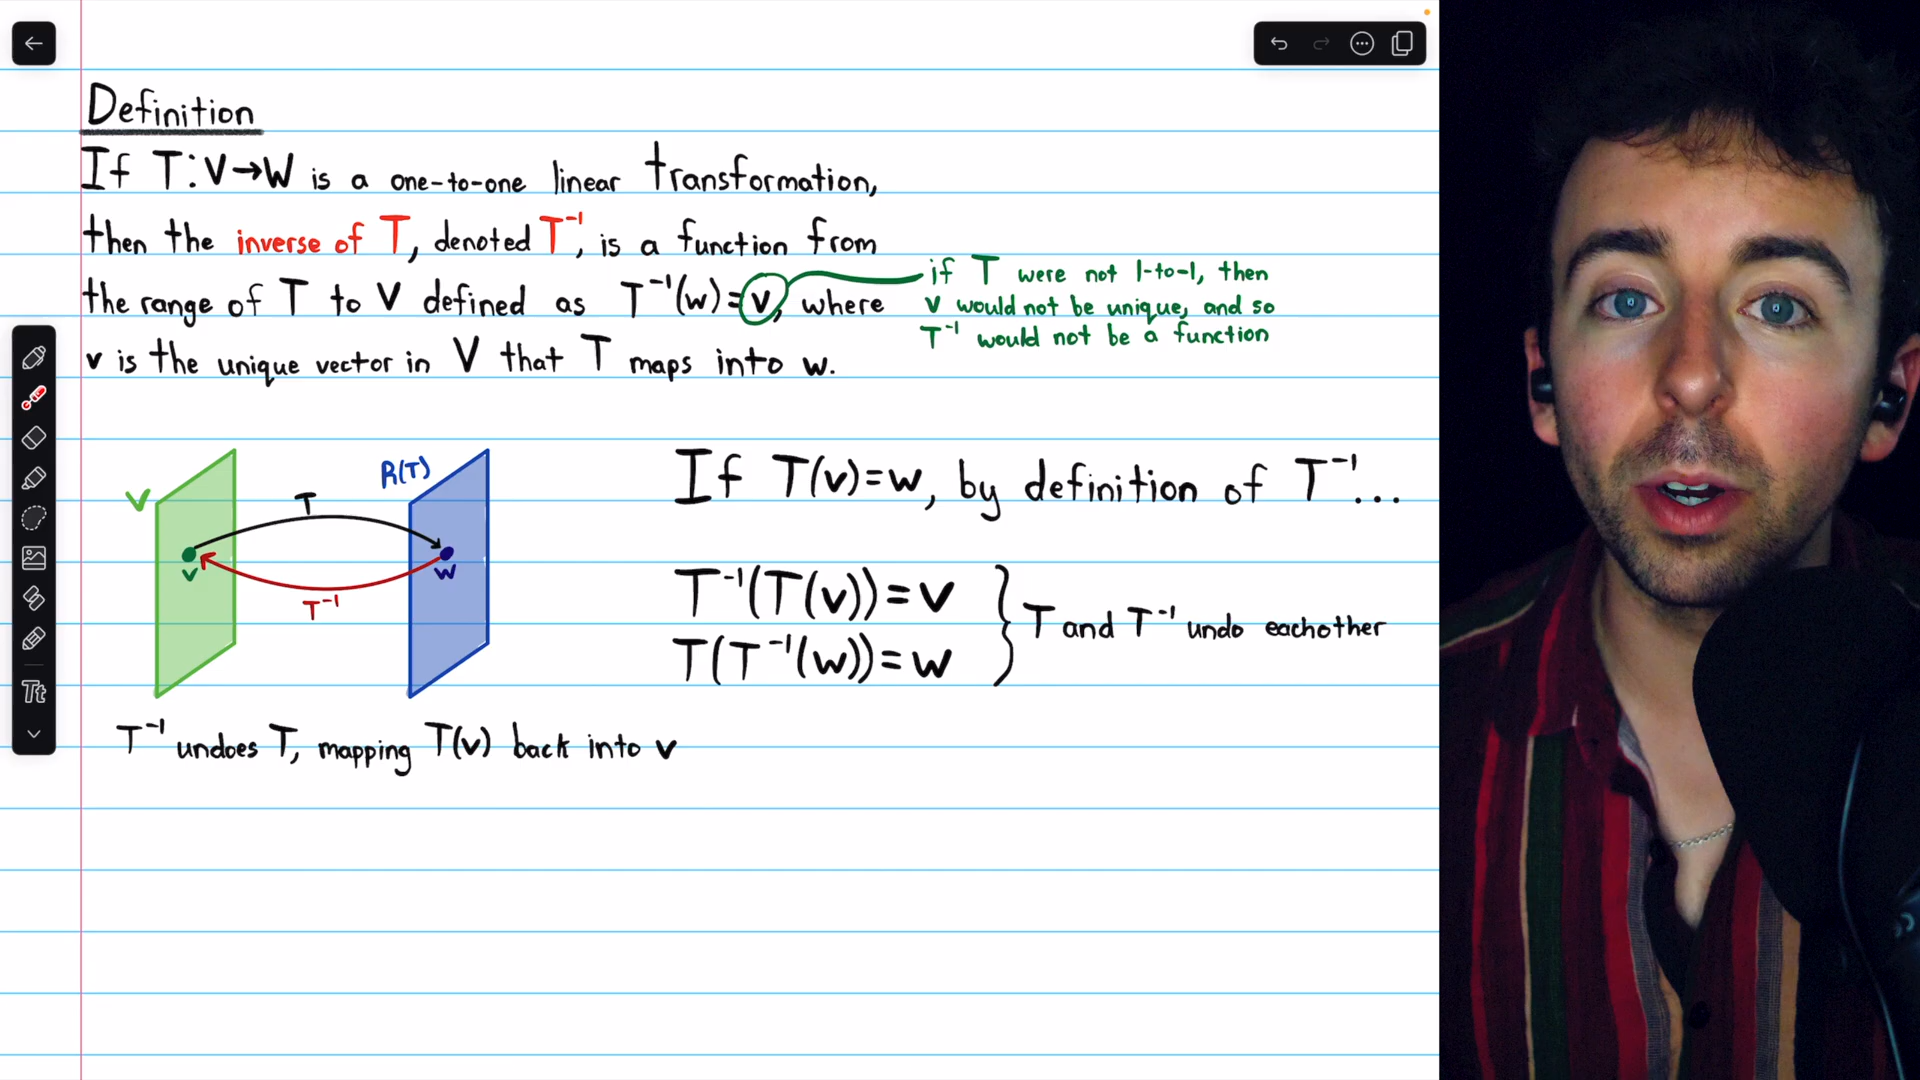 Definition
If T:V→W is a one-to-one linear transformation,
then the inverse of T, denoted T⁻¹, is a function from
the range of T to V defined as T⁻¹(w)=v, where
v is the unique vector in V that T maps into w.
if T were not 1-to-1, then
v would not be unique, and so
T⁻¹ would not be a function
V
R(T)
T
v
w
T⁻¹
T⁻¹ undoes T, mapping T(v) back into v
If T(v)=w, by definition of T⁻¹...
T⁻¹(T(v))=v
T(T⁻¹(w))=w
T and T⁻¹ undo eachother
Tt